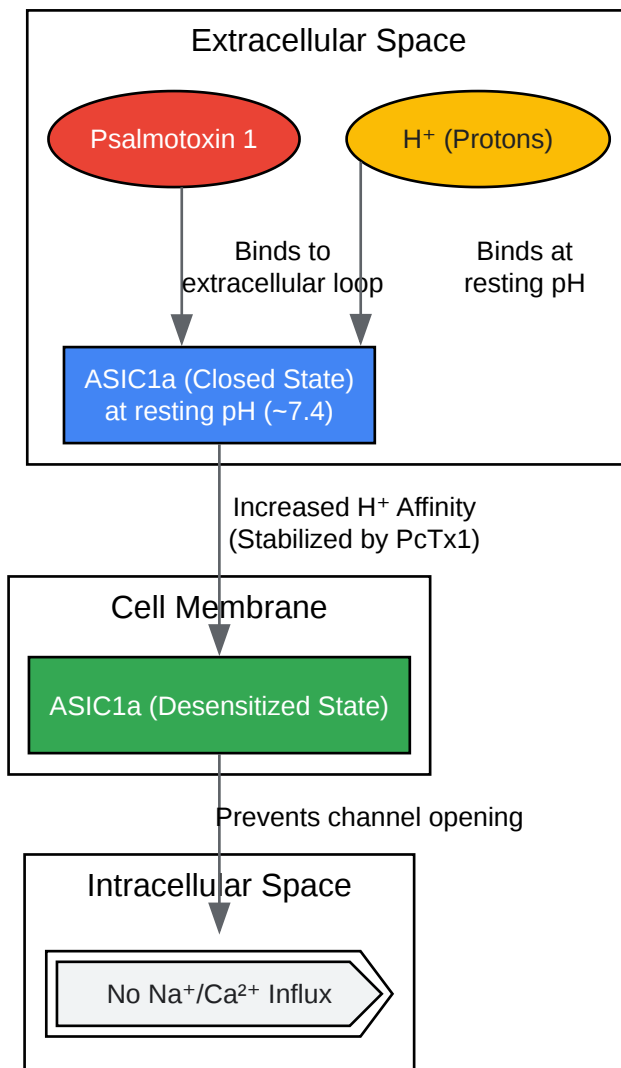 Extracellular Space
Psalmotoxin 1
H⁺ (Protons)
Binds to
extracellular loop
Binds at
resting pH
ASIC1a (Closed State)
at resting pH (~7.4)
Increased H⁺ Affinity
(Stabilized by PcTx1)
Cell Membrane
ASIC1a (Desensitized State)
Prevents channel opening
Intracellular Space
No Na⁺/Ca²⁺ Influx